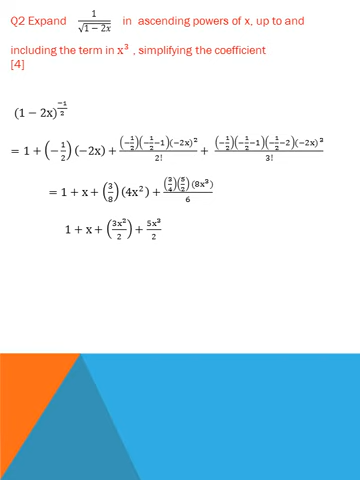 Q2 Expand 1/√(1−2x) in ascending powers of x, up to and
including the term in x³ , simplifying the coefficient
[4]
(1 − 2x)^(−1/2)
= 1 + (−1/2)(−2x) + (−1/2)(−1/2−1)(−2x)²/2! + (−1/2)(−1/2−1)(−1/2−2)(−2x)³/3!
= 1 + x + (3/8)(4x²) + (3/4)(5/2)(8x³)/6
1 + x + (3x²/2) + 5x³/2